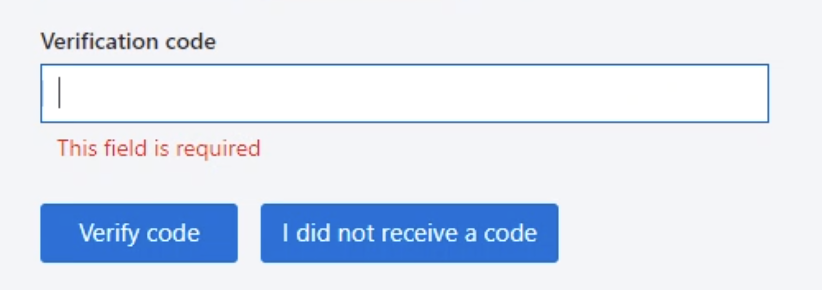 Verification code
This field is required
Verify code
I did not receive a code